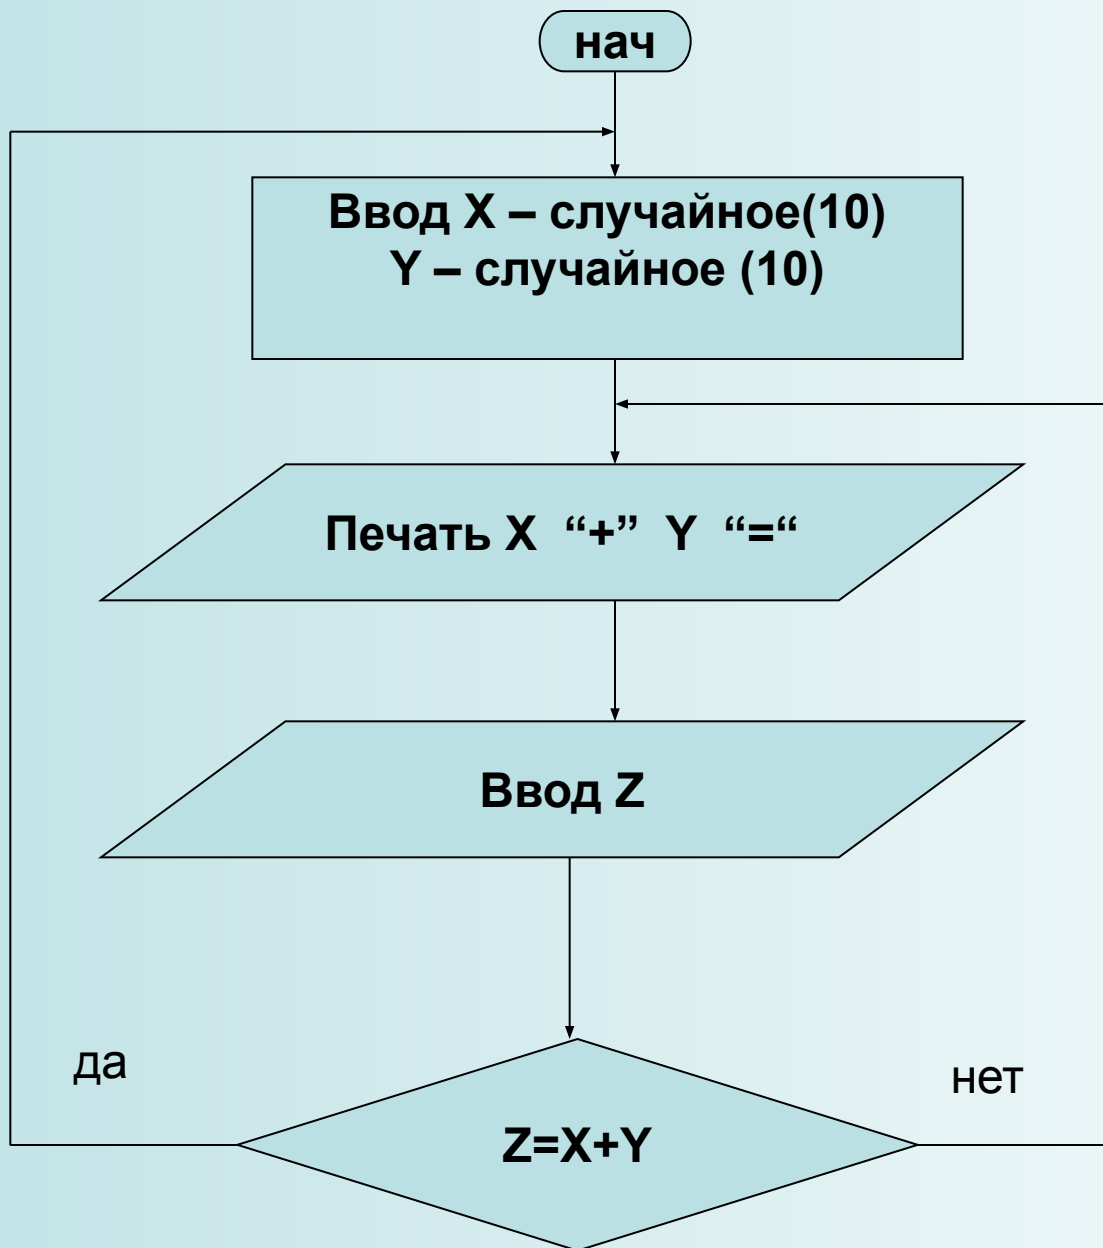 нач
Ввод X – случайное(10)
Y – случайное (10)
Печать X “+” Y “=“
Ввод Z
да
нет
Z=X+Y